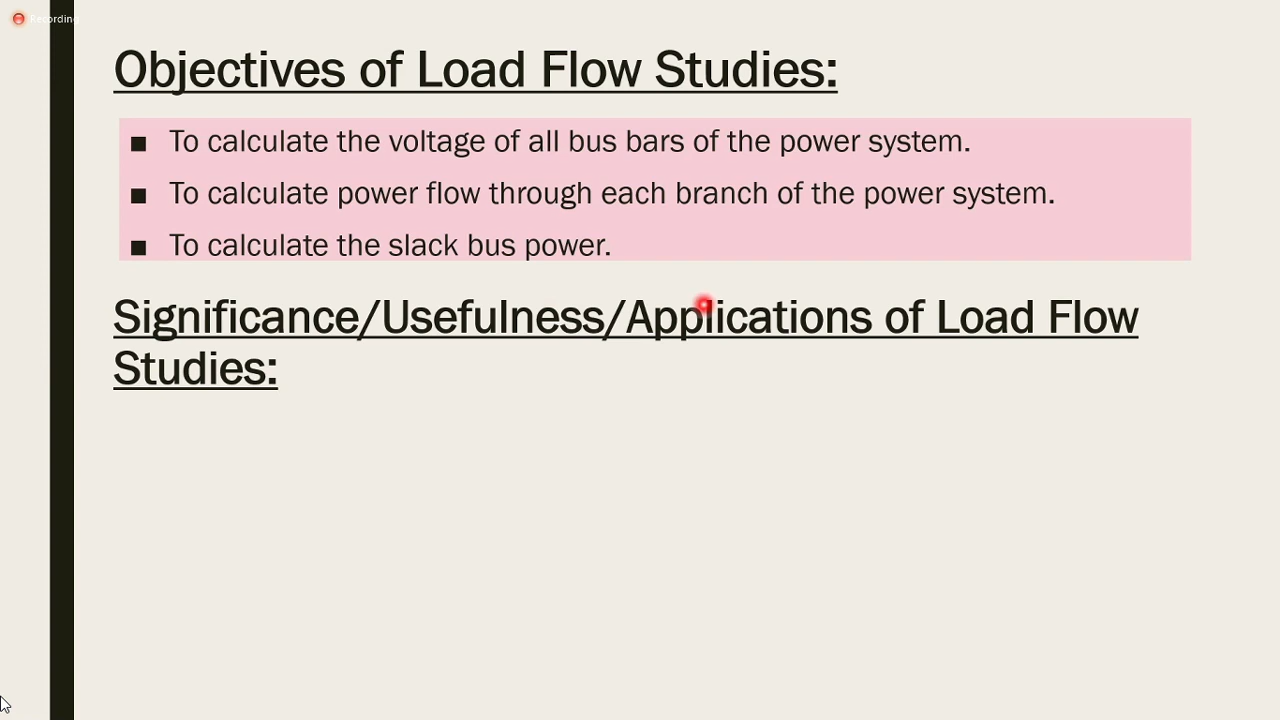 Recording
Objectives of Load Flow Studies:
■ To calculate the voltage of all bus bars of the power system.
■ To calculate power flow through each branch of the power system.
■ To calculate the slack bus power.
Significance/Usefulness/Applications of Load Flow
Studies: